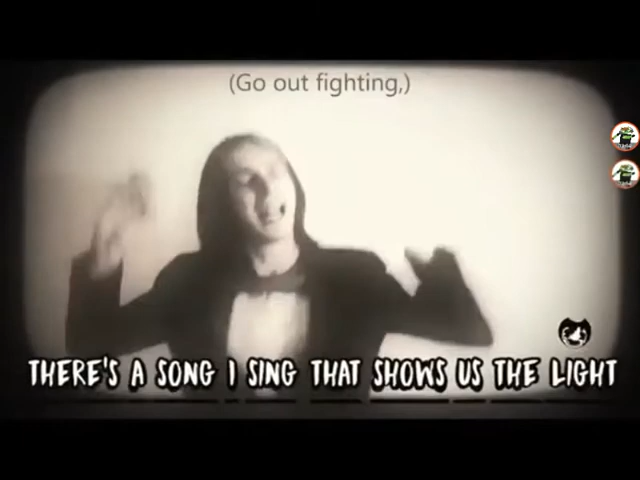 (Go out fighting,)
THERE'S A SONG I SING THAT SHOWS US THE LIGHT